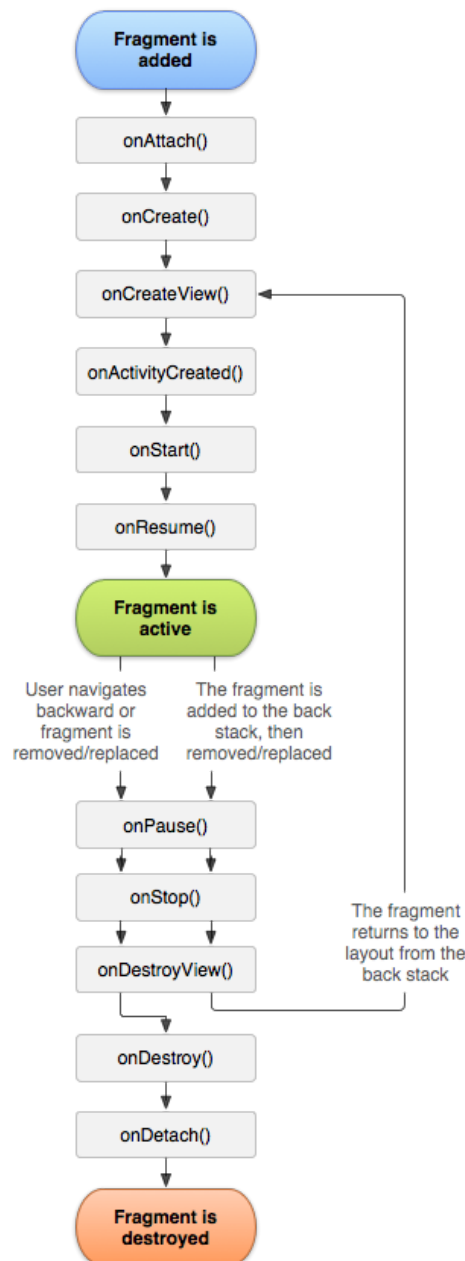 Fragment is
added
onAttach()
onCreate()
onCreateView()
onActivityCreated()
onStart()
onResume()
Fragment is
active
User navigates
backward or
fragment is
removed/replaced
The fragment is
added to the back
stack, then
removed/replaced
onPause()
onStop()
onDestroyView()
The fragment
returns to the
layout from the
back stack
onDestroy()
onDetach()
Fragment is
destroyed